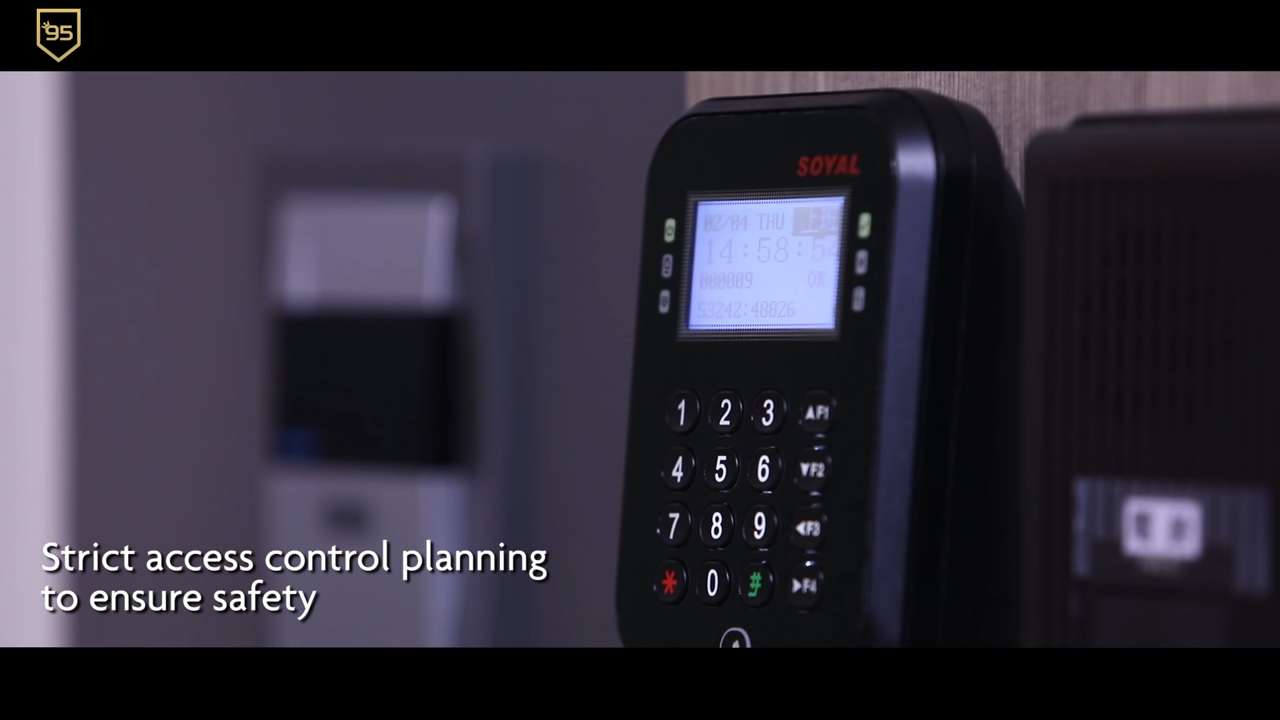 95
SOYAL
02/04 THU
14:58:54
000009 OK
53242:48826
1 2 3 ▲F1
4 5 6 ▼F2
7 8 9 ◀F3
* 0 # ▶F4
Strict access control planning
to ensure safety